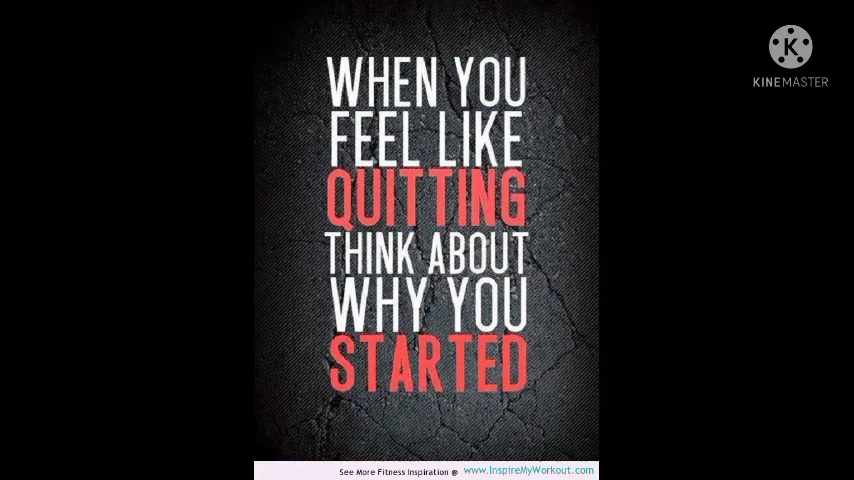 WHEN YOU
FEEL LIKE
QUITTING
THINK ABOUT
WHY YOU
STARTED
See More Fitness Inspiration @ www.InspireMyWorkout.com
K
KINEMASTER